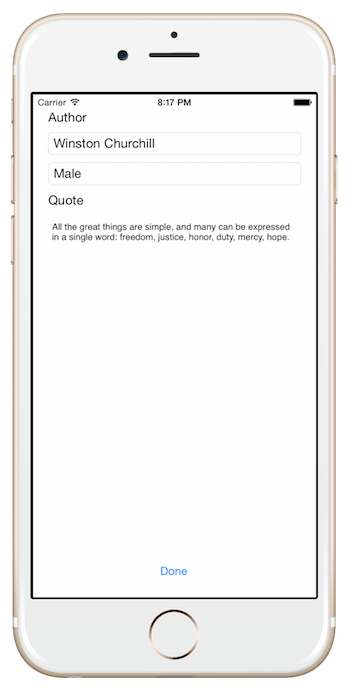 Carrier 8:17 PM
Author
Winston Churchill
Male
Quote
All the great things are simple, and many can be expressed
in a single word: freedom, justice, honor, duty, mercy, hope.
Done